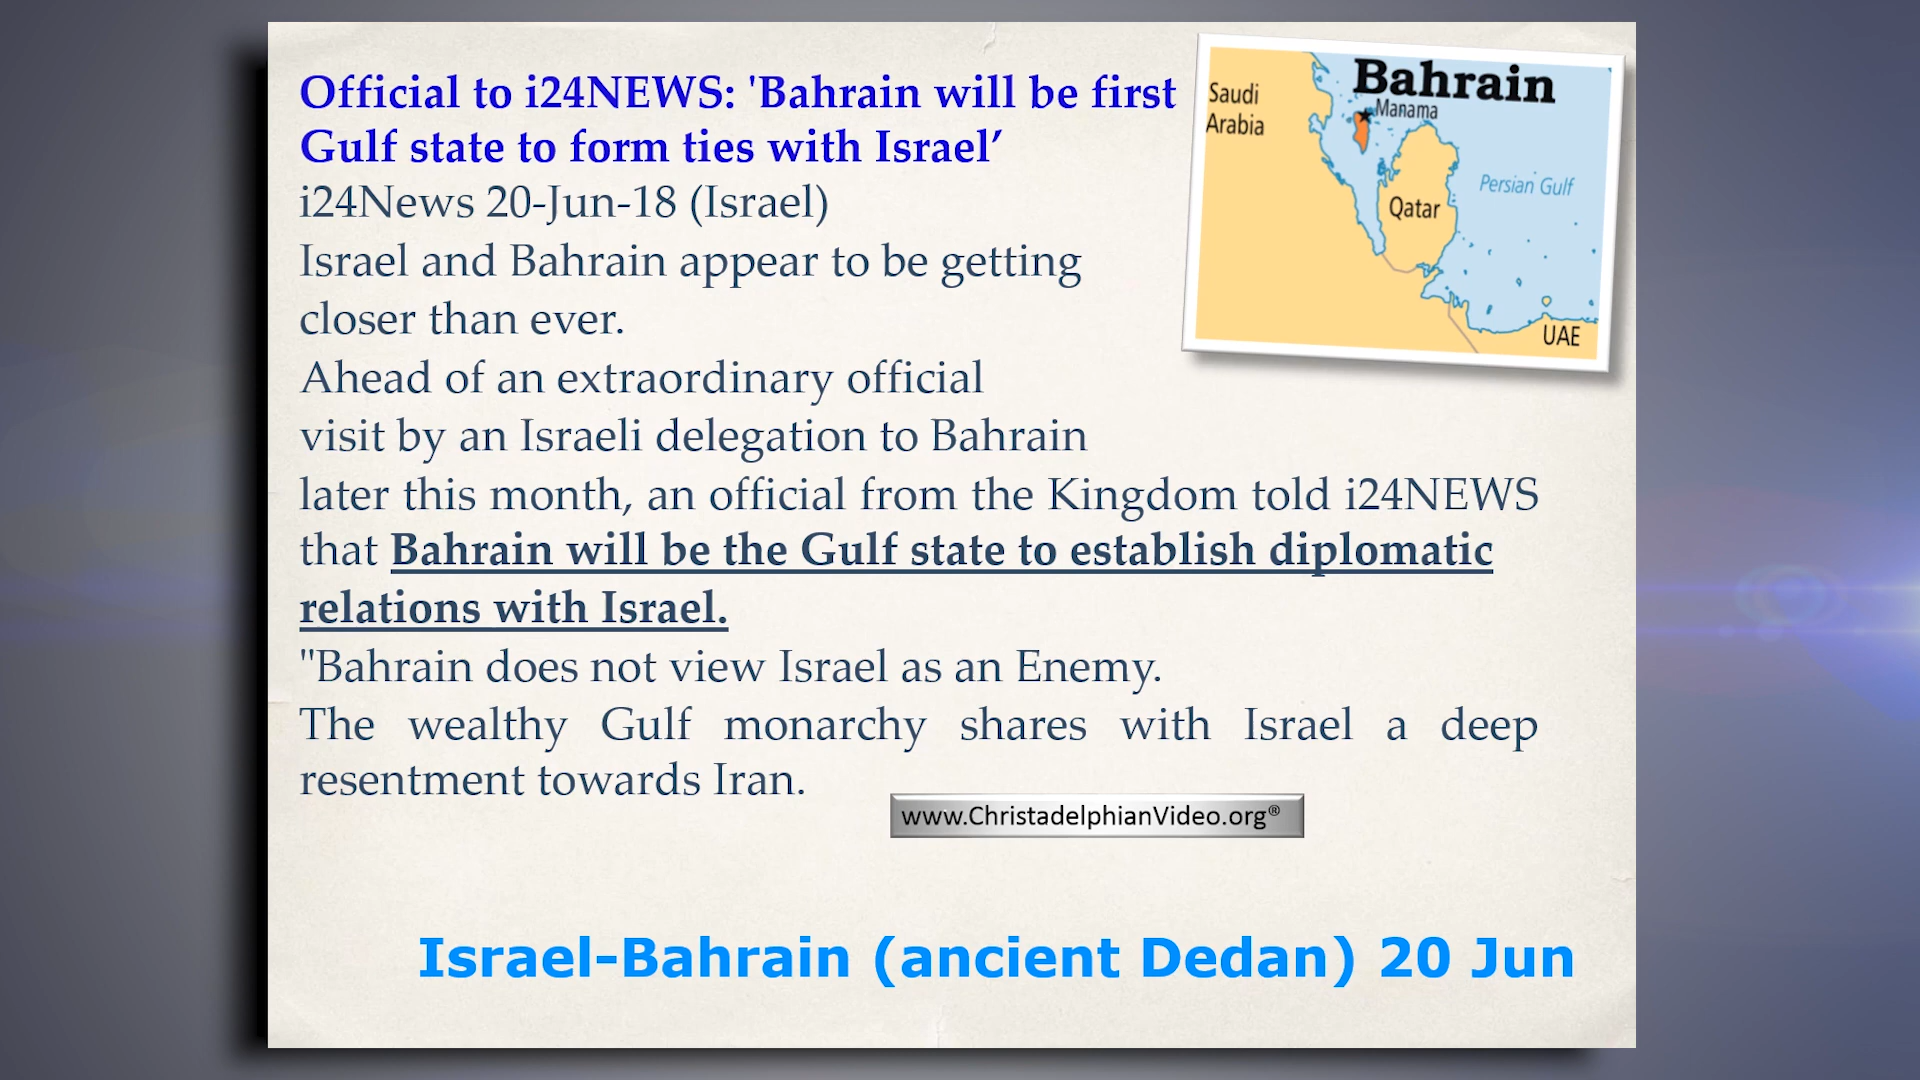 Official to i24NEWS: 'Bahrain will be first
Gulf state to form ties with Israel’
i24News 20-Jun-18 (Israel)
Israel and Bahrain appear to be getting
closer than ever.
Ahead of an extraordinary official
visit by an Israeli delegation to Bahrain
later this month, an official from the Kingdom told i24NEWS
that Bahrain will be the Gulf state to establish diplomatic
relations with Israel.
"Bahrain does not view Israel as an Enemy.
The wealthy Gulf monarchy shares with Israel a deep
resentment towards Iran.
Bahrain
Saudi
Arabia
Manama
Persian Gulf
Qatar
UAE
www.ChristadelphianVideo.org®
Israel-Bahrain (ancient Dedan) 20 Jun